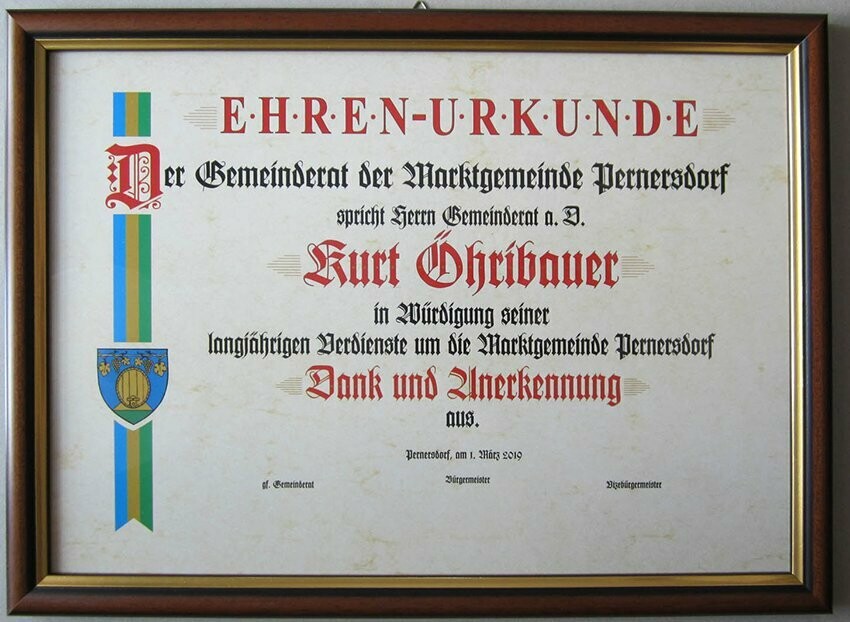 E·H·R·E·N-U·R·K·U·N·D·E
Der Gemeinderat der Marktgemeinde Pernersdorf
spricht Herrn Gemeinderat a. D.
Kurt Öhribauer
in Würdigung seiner
langjährigen Verdienste um die Marktgemeinde Pernersdorf
Dank und Anerkennung
aus.
Pernersdorf, am 1. März 2019
gf. Gemeinderat Bürgermeister Vizebürgermeister